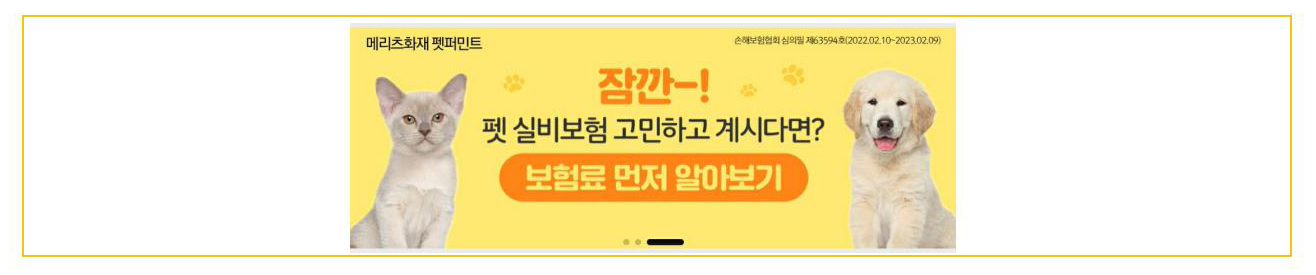 메리츠화재 펫퍼민트
손해보험협회 심의필 제63594호(2022.02.10~2023.02.09)
잠깐~!
펫 실비보험 고민하고 계시다면?
보험료 먼저 알아보기